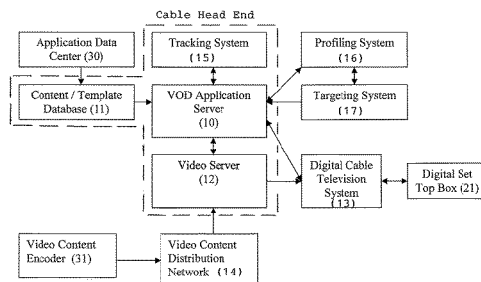 Cable Head End
Application Data
Center (30)
Tracking System
(15)
Profiling System
(16)
Content / Template
Database (11)
VOD Application
Server
(10)
Targeting System
(17)
Video Server
(12)
Digital Cable
Television
System
(13)
Digital Set
Top Box (21)
Video Content
Encoder (31)
Video Content
Distribution
Network (14)